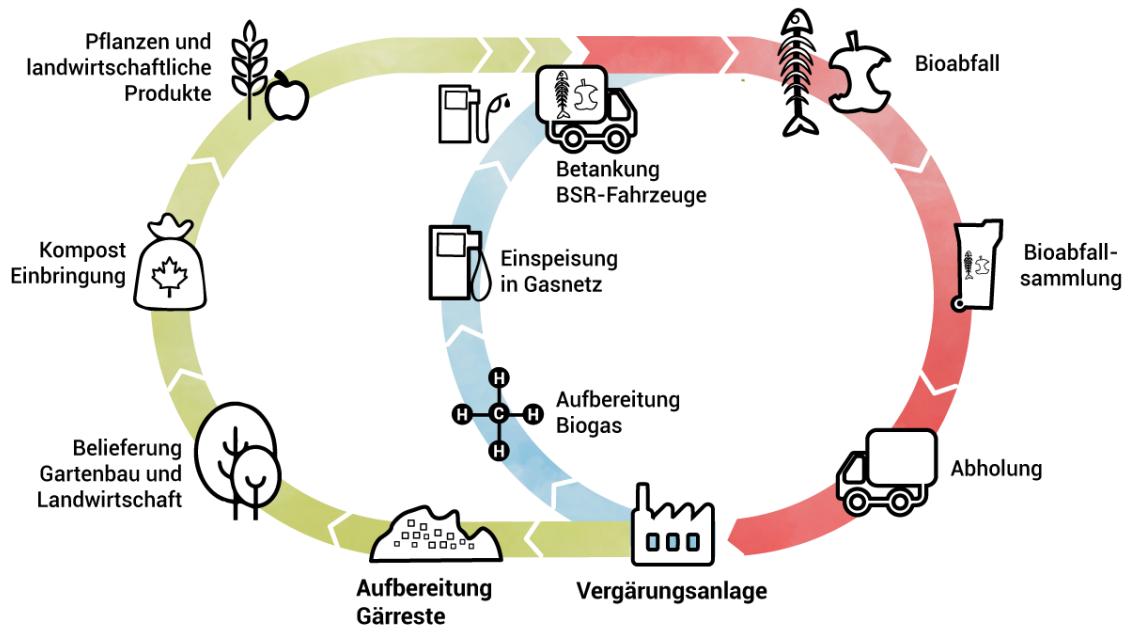 Pflanzen und
landwirtschaftliche
Produkte
Bioabfall
Betankung
BSR-Fahrzeuge
Kompost
Einbringung
Einspeisung
in Gasnetz
Bioabfall-
sammlung
H
H
C
H
H
Aufbereitung
Biogas
Belieferung
Gartenbau und
Landwirtschaft
Abholung
Aufbereitung
Gärreste
Vergärungsanlage